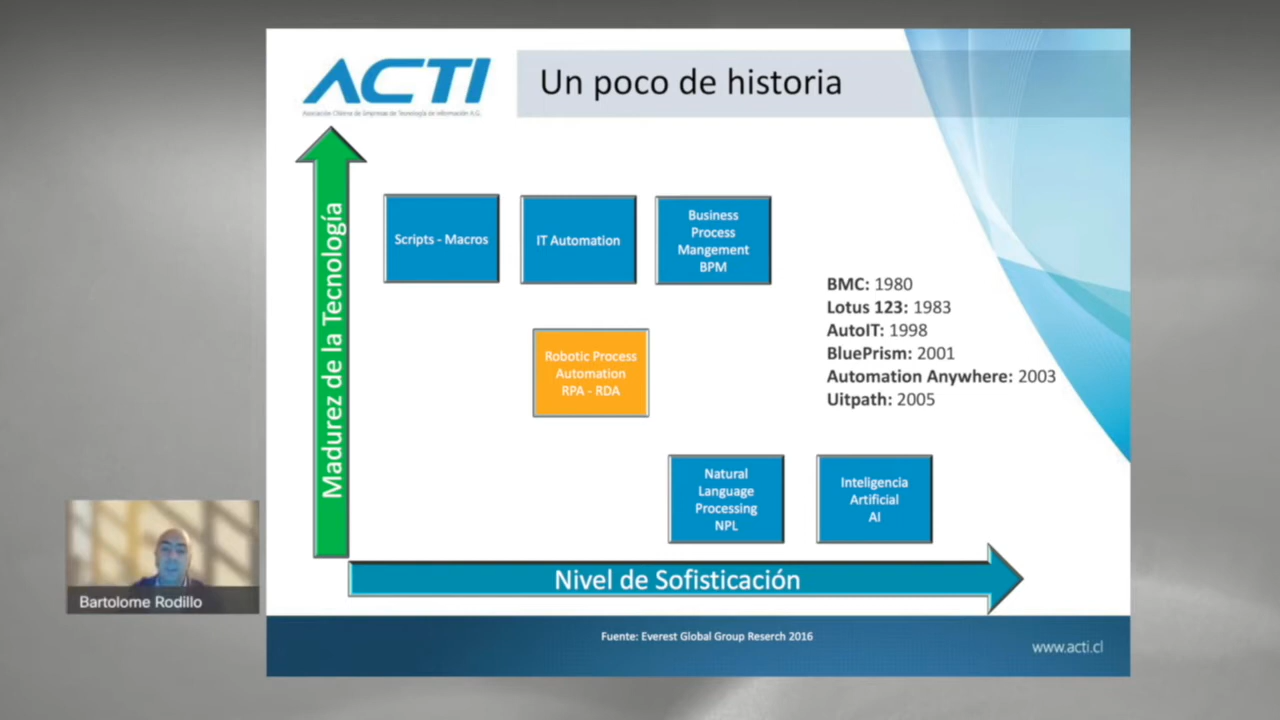 ACTI
Asociación Chilena de Empresas de Tecnología de Información A.G.
Un poco de historia
Madurez de la Tecnología
Scripts - Macros
IT Automation
Business
Process
Mangement
BPM
Robotic Process
Automation
RPA - RDA
BMC: 1980
Lotus 123: 1983
AutoIT: 1998
BluePrism: 2001
Automation Anywhere: 2003
Uitpath: 2005
Natural
Language
Processing
NPL
Inteligencia
Artificial
AI
Nivel de Sofisticación
Bartolome Rodillo
Fuente: Everest Global Group Reserch 2016
www.acti.cl